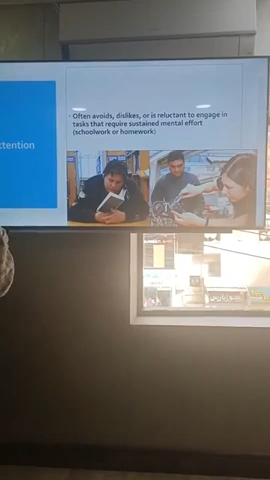 Often avoids, dislikes, or is reluctant to engage in
tasks that require sustained mental effort
(schoolwork or homework)
ttention